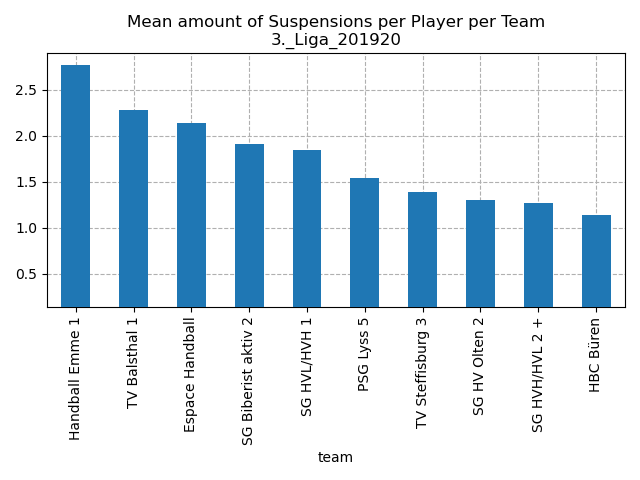 Mean amount of Suspensions per Player per Team
3._Liga_201920
2.5
2.0
1.5
1.0
0.5
Handball Emme 1
TV Balsthal 1
Espace Handball
SG Biberist aktiv 2
SG HVL/HVH 1
PSG Lyss 5
TV Steffisburg 3
SG HV Olten 2
SG HVH/HVL 2 +
HBC Büren
team